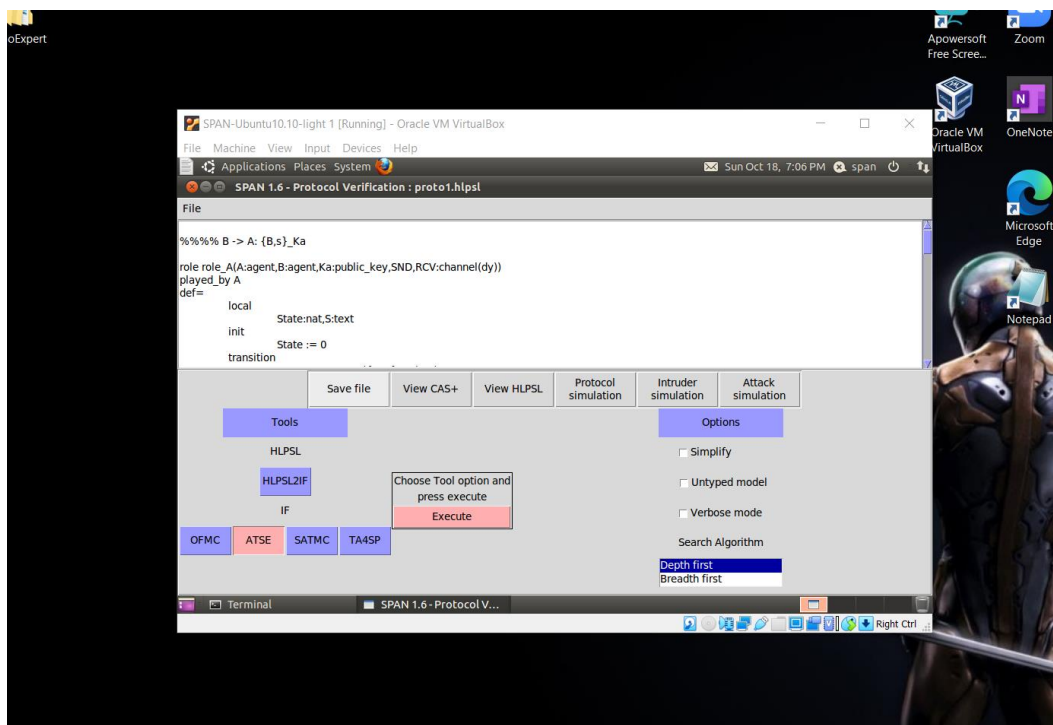 oExpert
Apowersoft
Free Scree...
Zoom
Oracle VM
VirtualBox
OneNote
Microsoft
Edge
Notepad
SPAN-Ubuntu10.10-light 1 [Running] - Oracle VM VirtualBox
File Machine View Input Devices Help
Applications Places System
Sun Oct 18, 7:06 PM span
SPAN 1.6 - Protocol Verification : proto1.hlpsl
File
%%%% B -> A: {B,s}_Ka
role role_A(A:agent,B:agent,Ka:public_key,SND,RCV:channel(dy))
played_by A
def=
local
State:nat,S:text
init
State := 0
transition
Save file View CAS+ View HLPSL Protocol simulation Intruder simulation Attack simulation
Tools
Options
HLPSL
Simplify
HLPSL2IF
Choose Tool option and
press execute
Untyped model
IF
Execute
Verbose mode
OFMC ATSE SATMC TA4SP
Search Algorithm
Depth first
Breadth first
Terminal SPAN 1.6 - Protocol V...
Right Ctrl